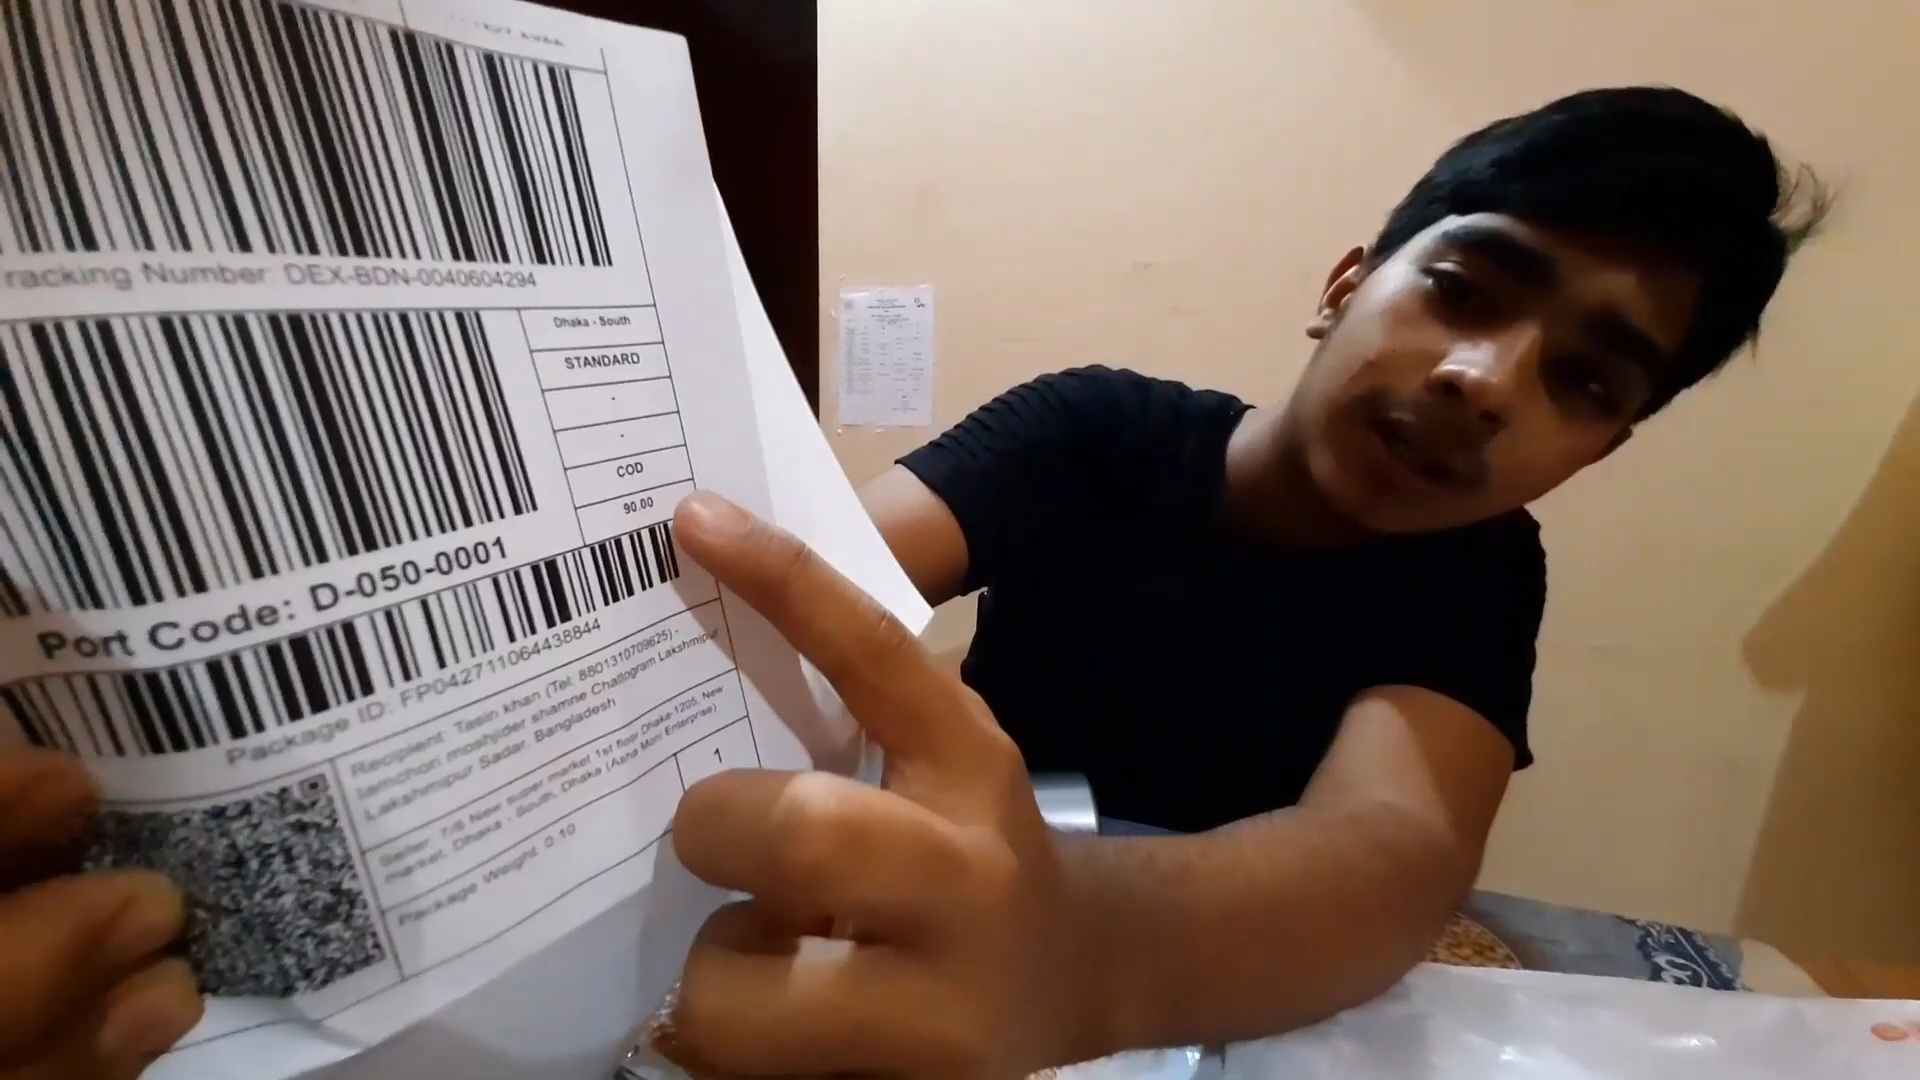 Tracking Number: DEX-BDN-0040604294
Dhaka - South
STANDARD
-
-
COD
90.00
Port Code: D-050-0001
Package ID: FP042711064438844
Recipient: Tasin khan (Tel: 8801310709625) -
lamchori moshjider shamne Chattogram Lakshmipur
Lakshmipur Sadar, Bangladesh
Seller: 7/8 New super market 1st floor Dhaka-1205, New
market, Dhaka - South, Dhaka (Asha Moni Enterprise)
1
Package Weight: 0.10